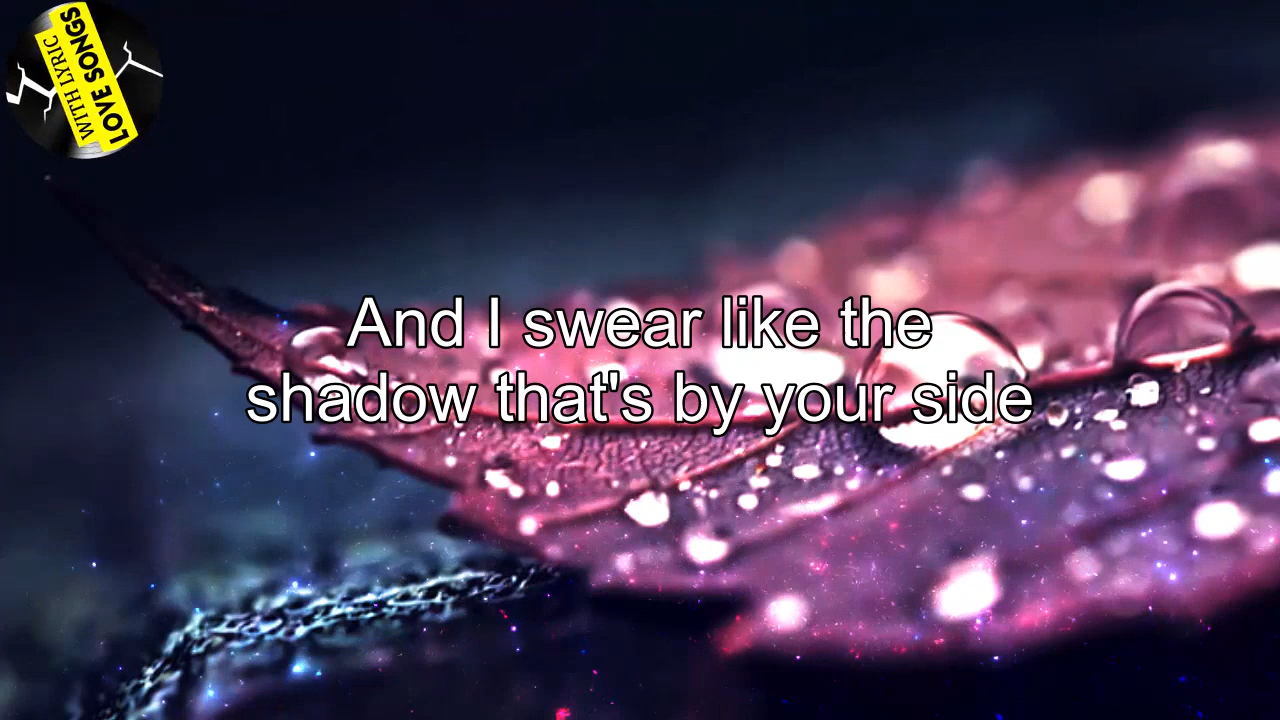 WITH LYRIC
LOVE SONGS
And I swear like the
shadow that's by your side